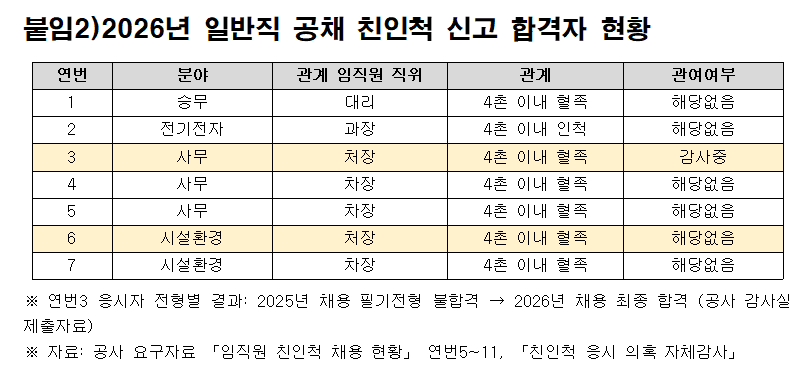 붙임2)2026년 일반직 공채 친인척 신고 합격자 현황
연번 분야 관계 임직원 직위 관계 관여여부
1 승무 대리 4촌 이내 혈족 해당없음
2 전기전자 과장 4촌 이내 인척 해당없음
3 사무 처장 4촌 이내 혈족 감사중
4 사무 차장 4촌 이내 혈족 해당없음
5 사무 차장 4촌 이내 혈족 해당없음
6 시설환경 처장 4촌 이내 혈족 해당없음
7 시설환경 차장 4촌 이내 혈족 해당없음
※ 연번3 응시자 전형별 결과: 2025년 채용 필기전형 불합격 → 2026년 채용 최종 합격 (공사 감사실
제출자료)
※ 자료: 공사 요구자료 「임직원 친인척 채용 현황」 연번5~11, 「친인척 응시 의혹 자체감사」